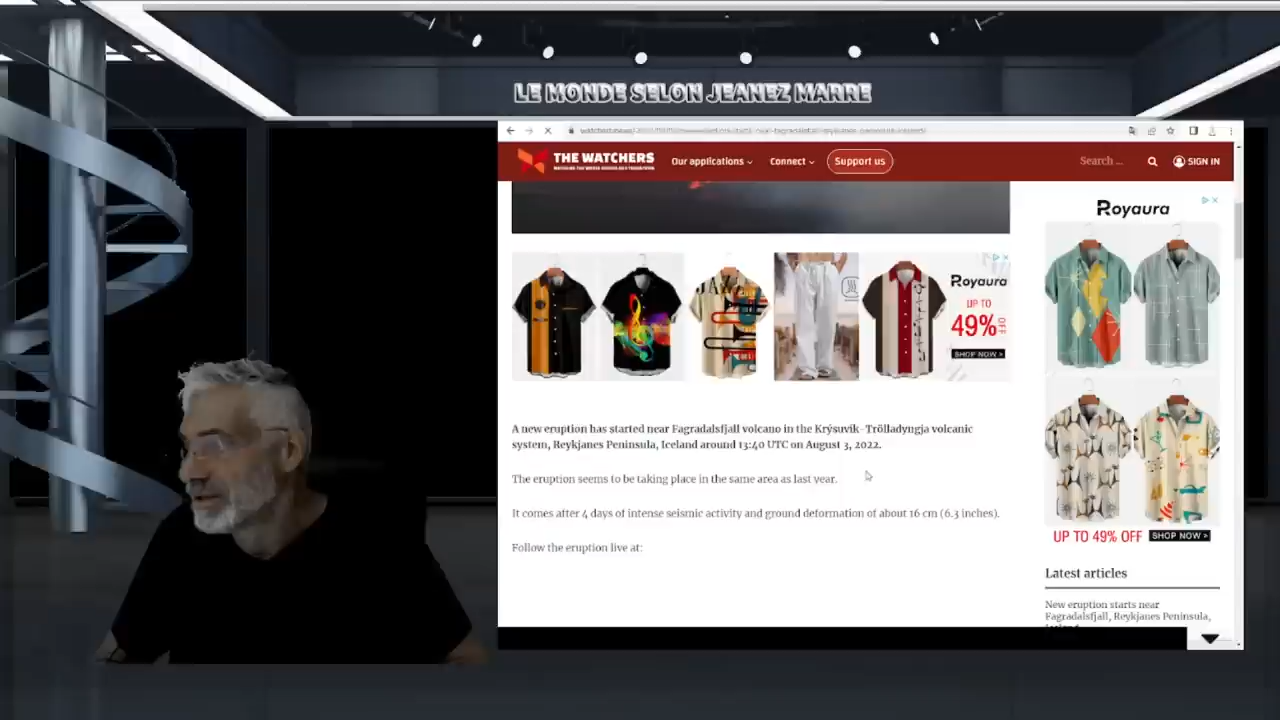 LE MONDE SELON JEANEZ MARRE
THE WATCHERS
Our applications
Connect
Support us
Search ...
SIGN IN
Royaura
Royaura
UP TO
49% OFF
SHOP NOW >
A new eruption has started near Fagradalsfjall volcano in the Krýsuvík-Trölladyngja volcanic
system, Reykjanes Peninsula, Iceland around 13:40 UTC on August 3, 2022.
The eruption seems to be taking place in the same area as last year.
It comes after 4 days of intense seismic activity and ground deformation of about 16 cm (6.3 inches).
Follow the eruption live at:
UP TO 49% OFF
SHOP NOW >
Latest articles
New eruption starts near
Fagradalsfjall, Reykjanes Peninsula,